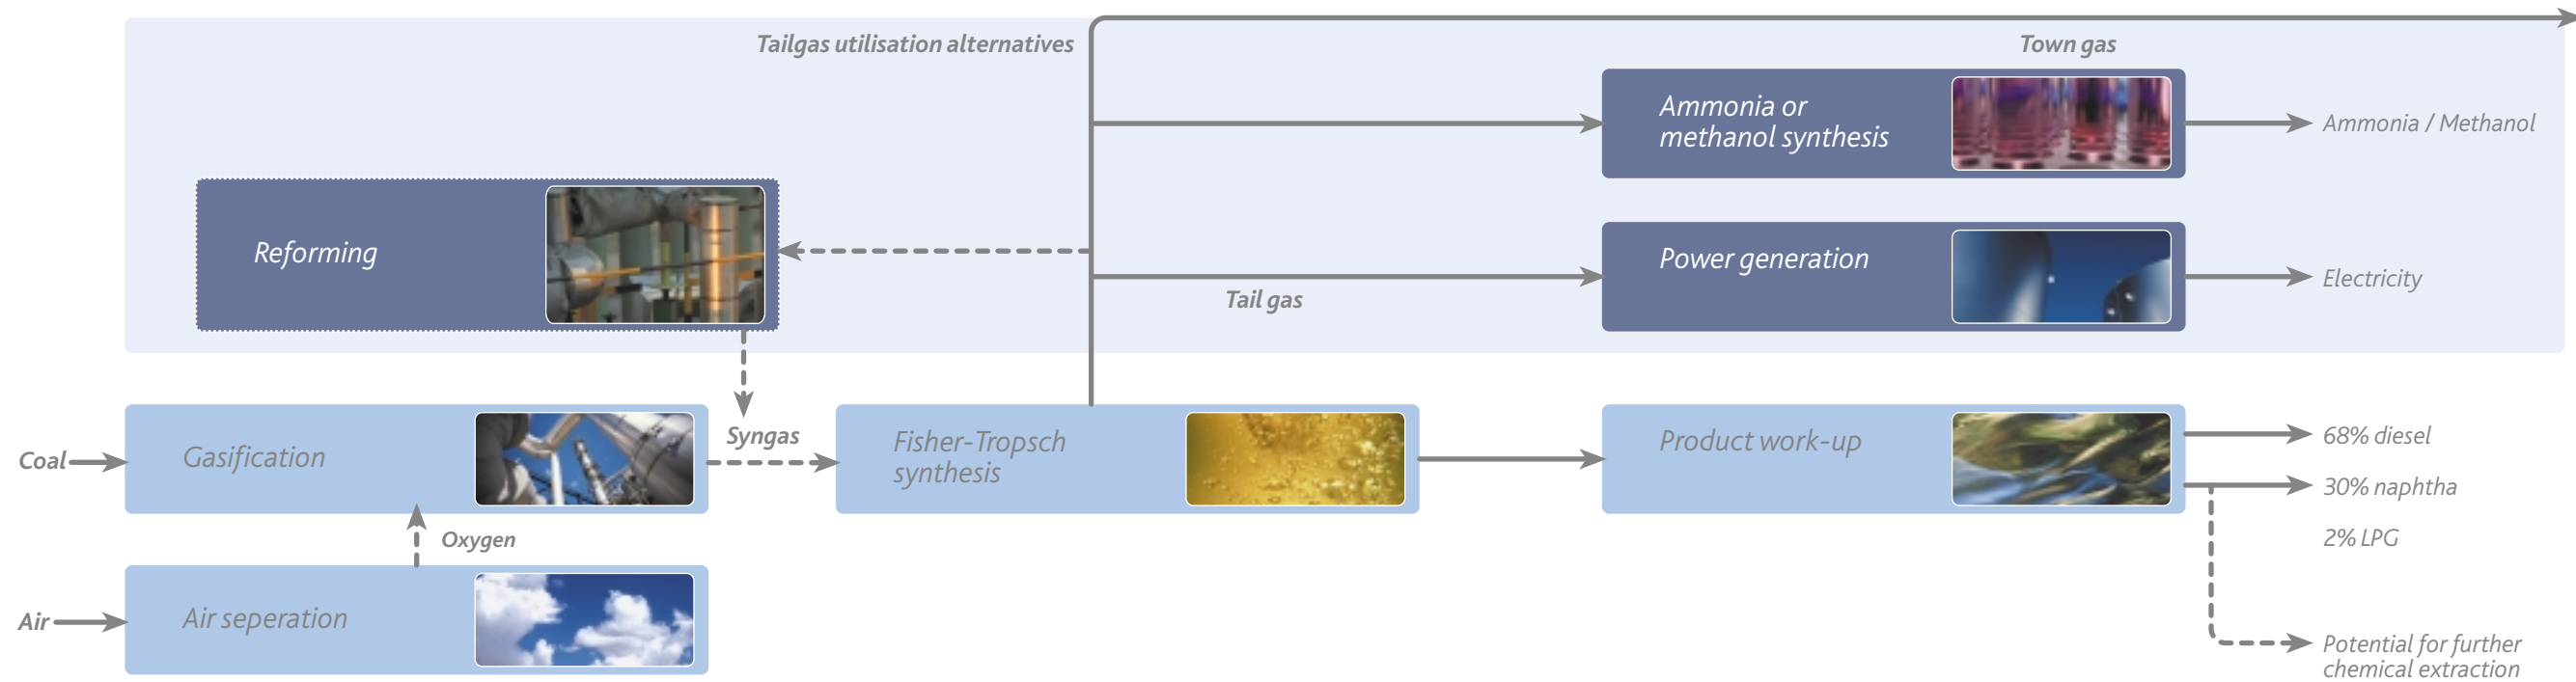 Tailgas utilisation alternatives
Town gas
Ammonia or
methanol synthesis
Ammonia / Methanol
Reforming
Power generation
Electricity
Tail gas
Coal
Gasification
Syngas
Fisher-Tropsch
synthesis
Product work-up
68% diesel
30% naphtha
2% LPG
Oxygen
Air
Air seperation
Potential for further
chemical extraction